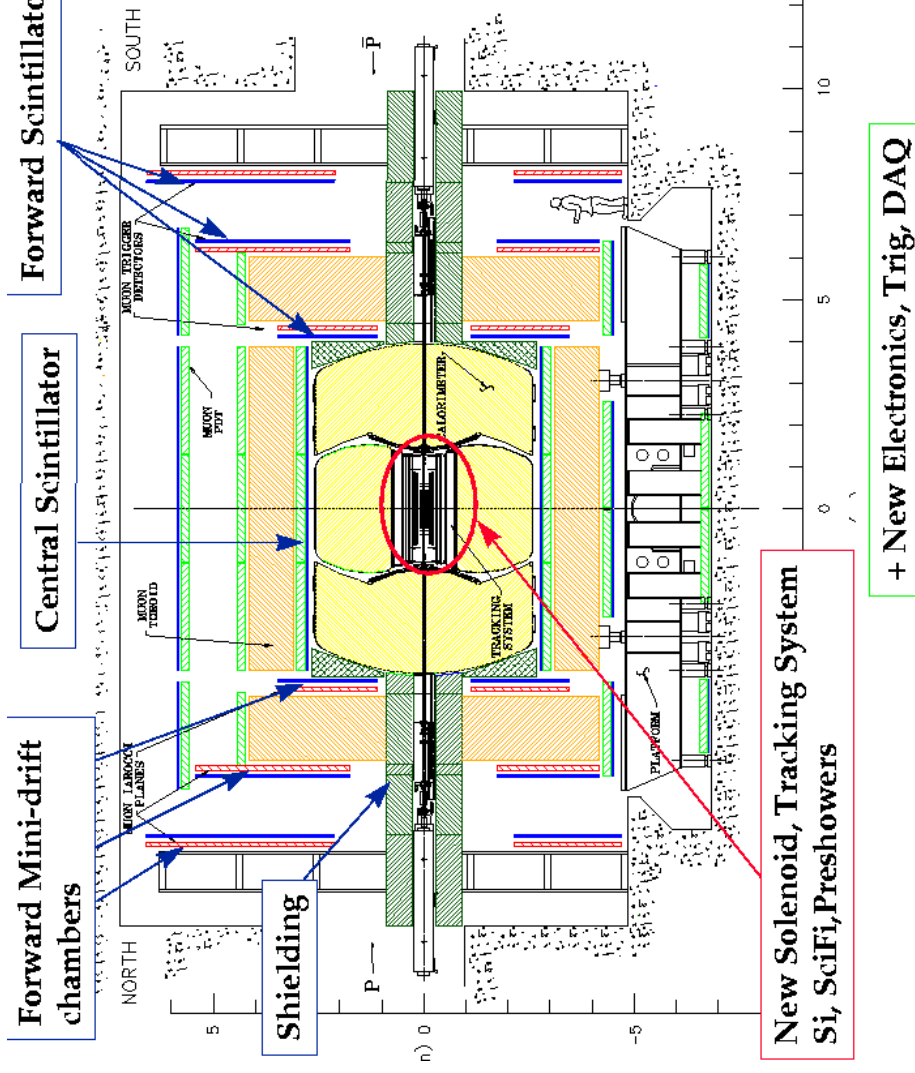 Forward Scintillato
SOUTH
P̄
Central Scintillator
MUON TRIGGER
DETECTORS
MUON
PDT
MUON
TOROID
CALORIMETER
TRACKING
SYSTEM
Forward Mini-drift
chambers
MUON IAROCCI
PLANES
NORTH
P
Shielding
PLATFORM
5
n) 0
-5
0
5
10
New Solenoid, Tracking System
Si, SciFi,Preshowers
+ New Electronics, Trig, DAQ